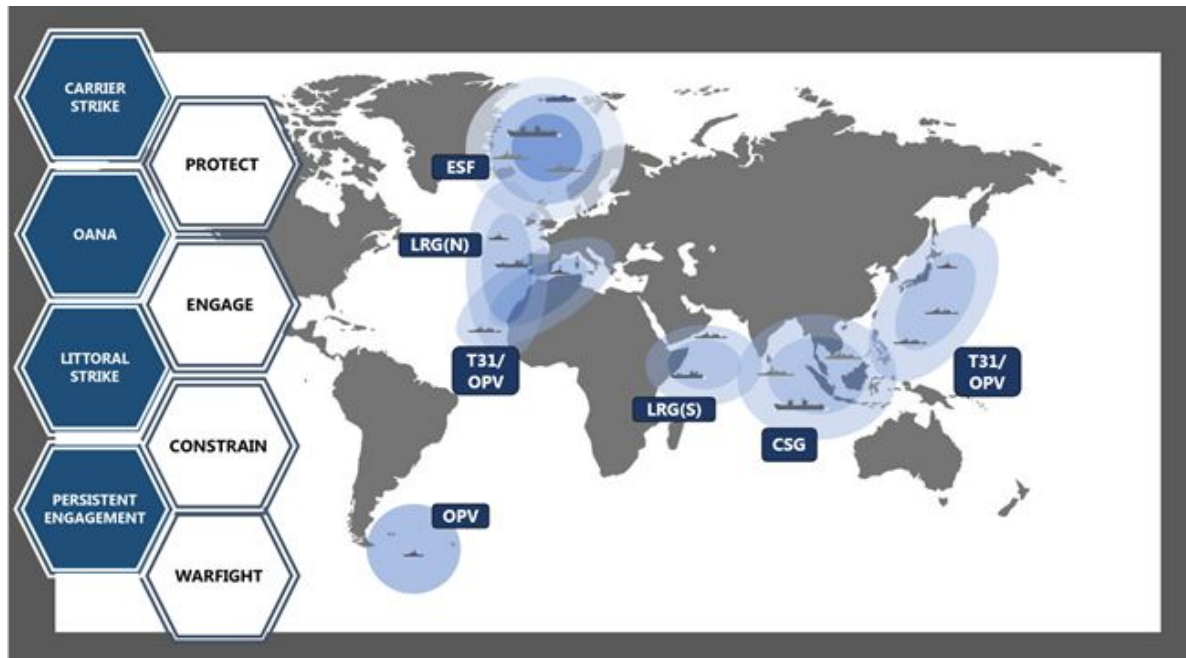 CARRIER
STRIKE
PROTECT
OANA
ENGAGE
LITTORAL
STRIKE
CONSTRAIN
PERSISTENT
ENGAGEMENT
WARFIGHT
ESF
LRG(N)
T31/
OPV
LRG(S)
CSG
T31/
OPV
OPV